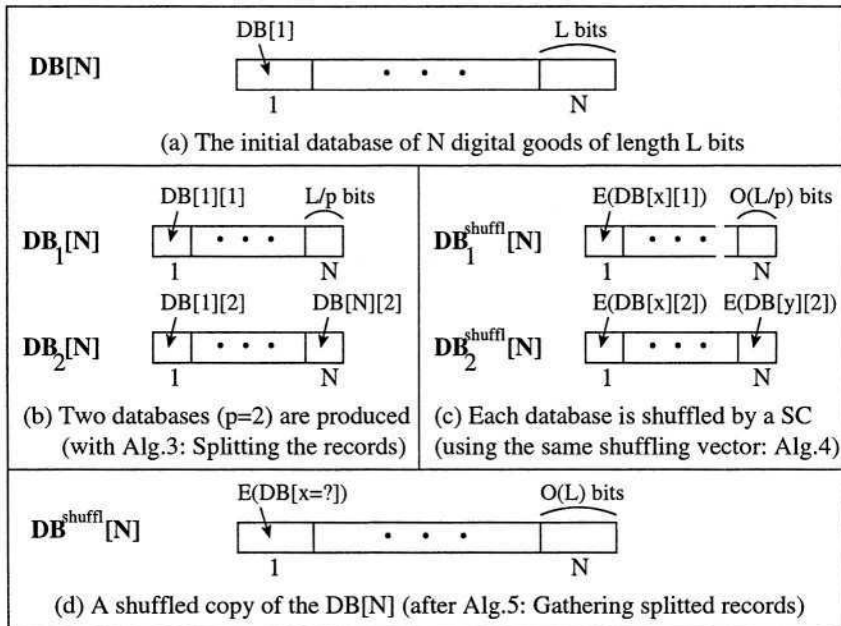 DB[1]
L bits
DB[N]
1
N
(a) The initial database of N digital goods of length L bits
DB[1][1]
L/p bits
DB1[N]
1
N
DB[1][2]
DB[N][2]
DB2[N]
1
N
(b) Two databases (p=2) are produced
(with Alg.3: Splitting the records)
E(DB[x][1])
O(L/p) bits
DB1shuffl[N]
1
N
E(DB[x][2])
E(DB[y][2])
DB2shuffl[N]
1
N
(c) Each database is shuffled by a SC
(using the same shuffling vector: Alg.4)
E(DB[x=?])
O(L) bits
DBshuffl[N]
1
N
(d) A shuffled copy of the DB[N] (after Alg.5: Gathering splitted records)